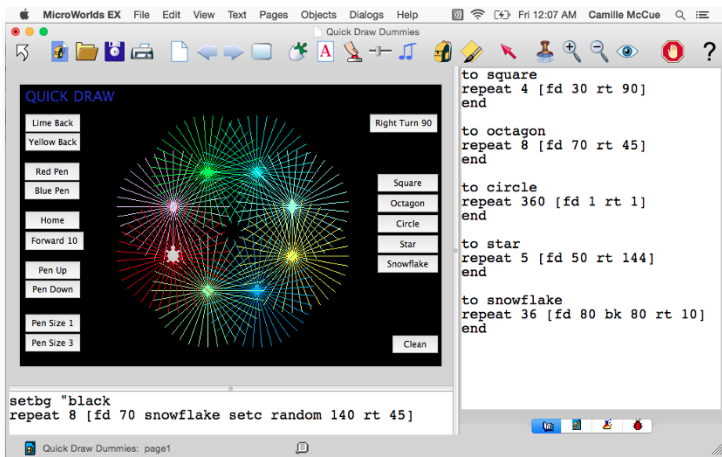 MicroWorlds EX File Edit View Text Pages Objects Dialogs Help Fri 12:07 AM Camille McCue
Quick Draw Dummies
A ?
QUICK DRAW
Lime Back
Yellow Back
Red Pen
Blue Pen
Home
Forward 10
Pen Up
Pen Down
Pen Size 1
Pen Size 3
Right Turn 90
Square
Octagon
Circle
Star
Snowflake
Clean
setbg "black
repeat 8 [fd 70 snowflake setc random 140 rt 45]
to square
repeat 4 [fd 30 rt 90]
end
to octagon
repeat 8 [fd 70 rt 45]
end
to circle
repeat 360 [fd 1 rt 1]
end
to star
repeat 5 [fd 50 rt 144]
end
to snowflake
repeat 36 [fd 80 bk 80 rt 10]
end
Quick Draw Dummies: page1